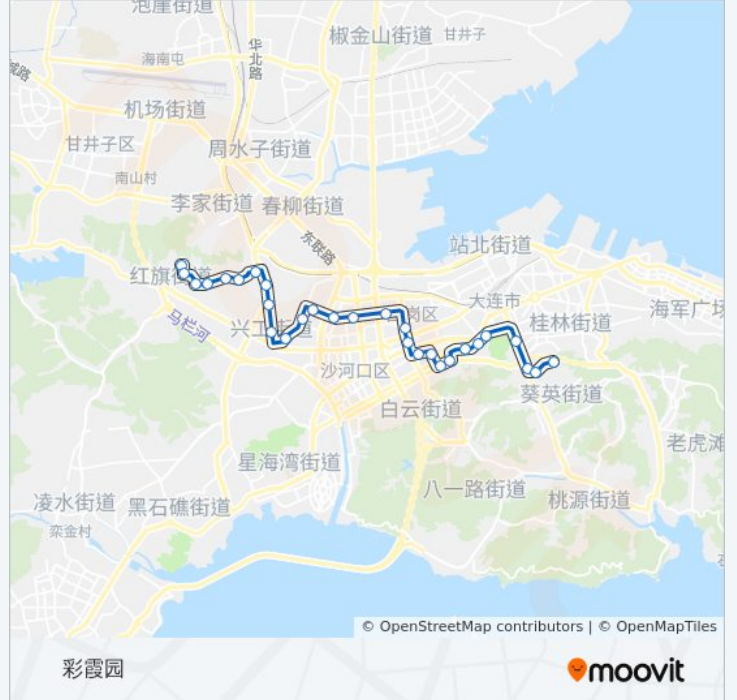 泡崖街道
椒金山街道
甘井子
华北路
海南屯
机场街道
甘井子区
周水子街道
南山村
李家街道
春柳街道
东联路
站北街道
红旗街道
大连市
海军广场
岗区
桂林街道
马栏河
兴工街道
沙河口区
葵英街道
白云街道
老虎滩
星海湾街道
八一路街道
桃源街道
凌水街道
黑石礁街道
栾金村
© OpenStreetMap contributors | © OpenMapTiles
彩霞园
moovit